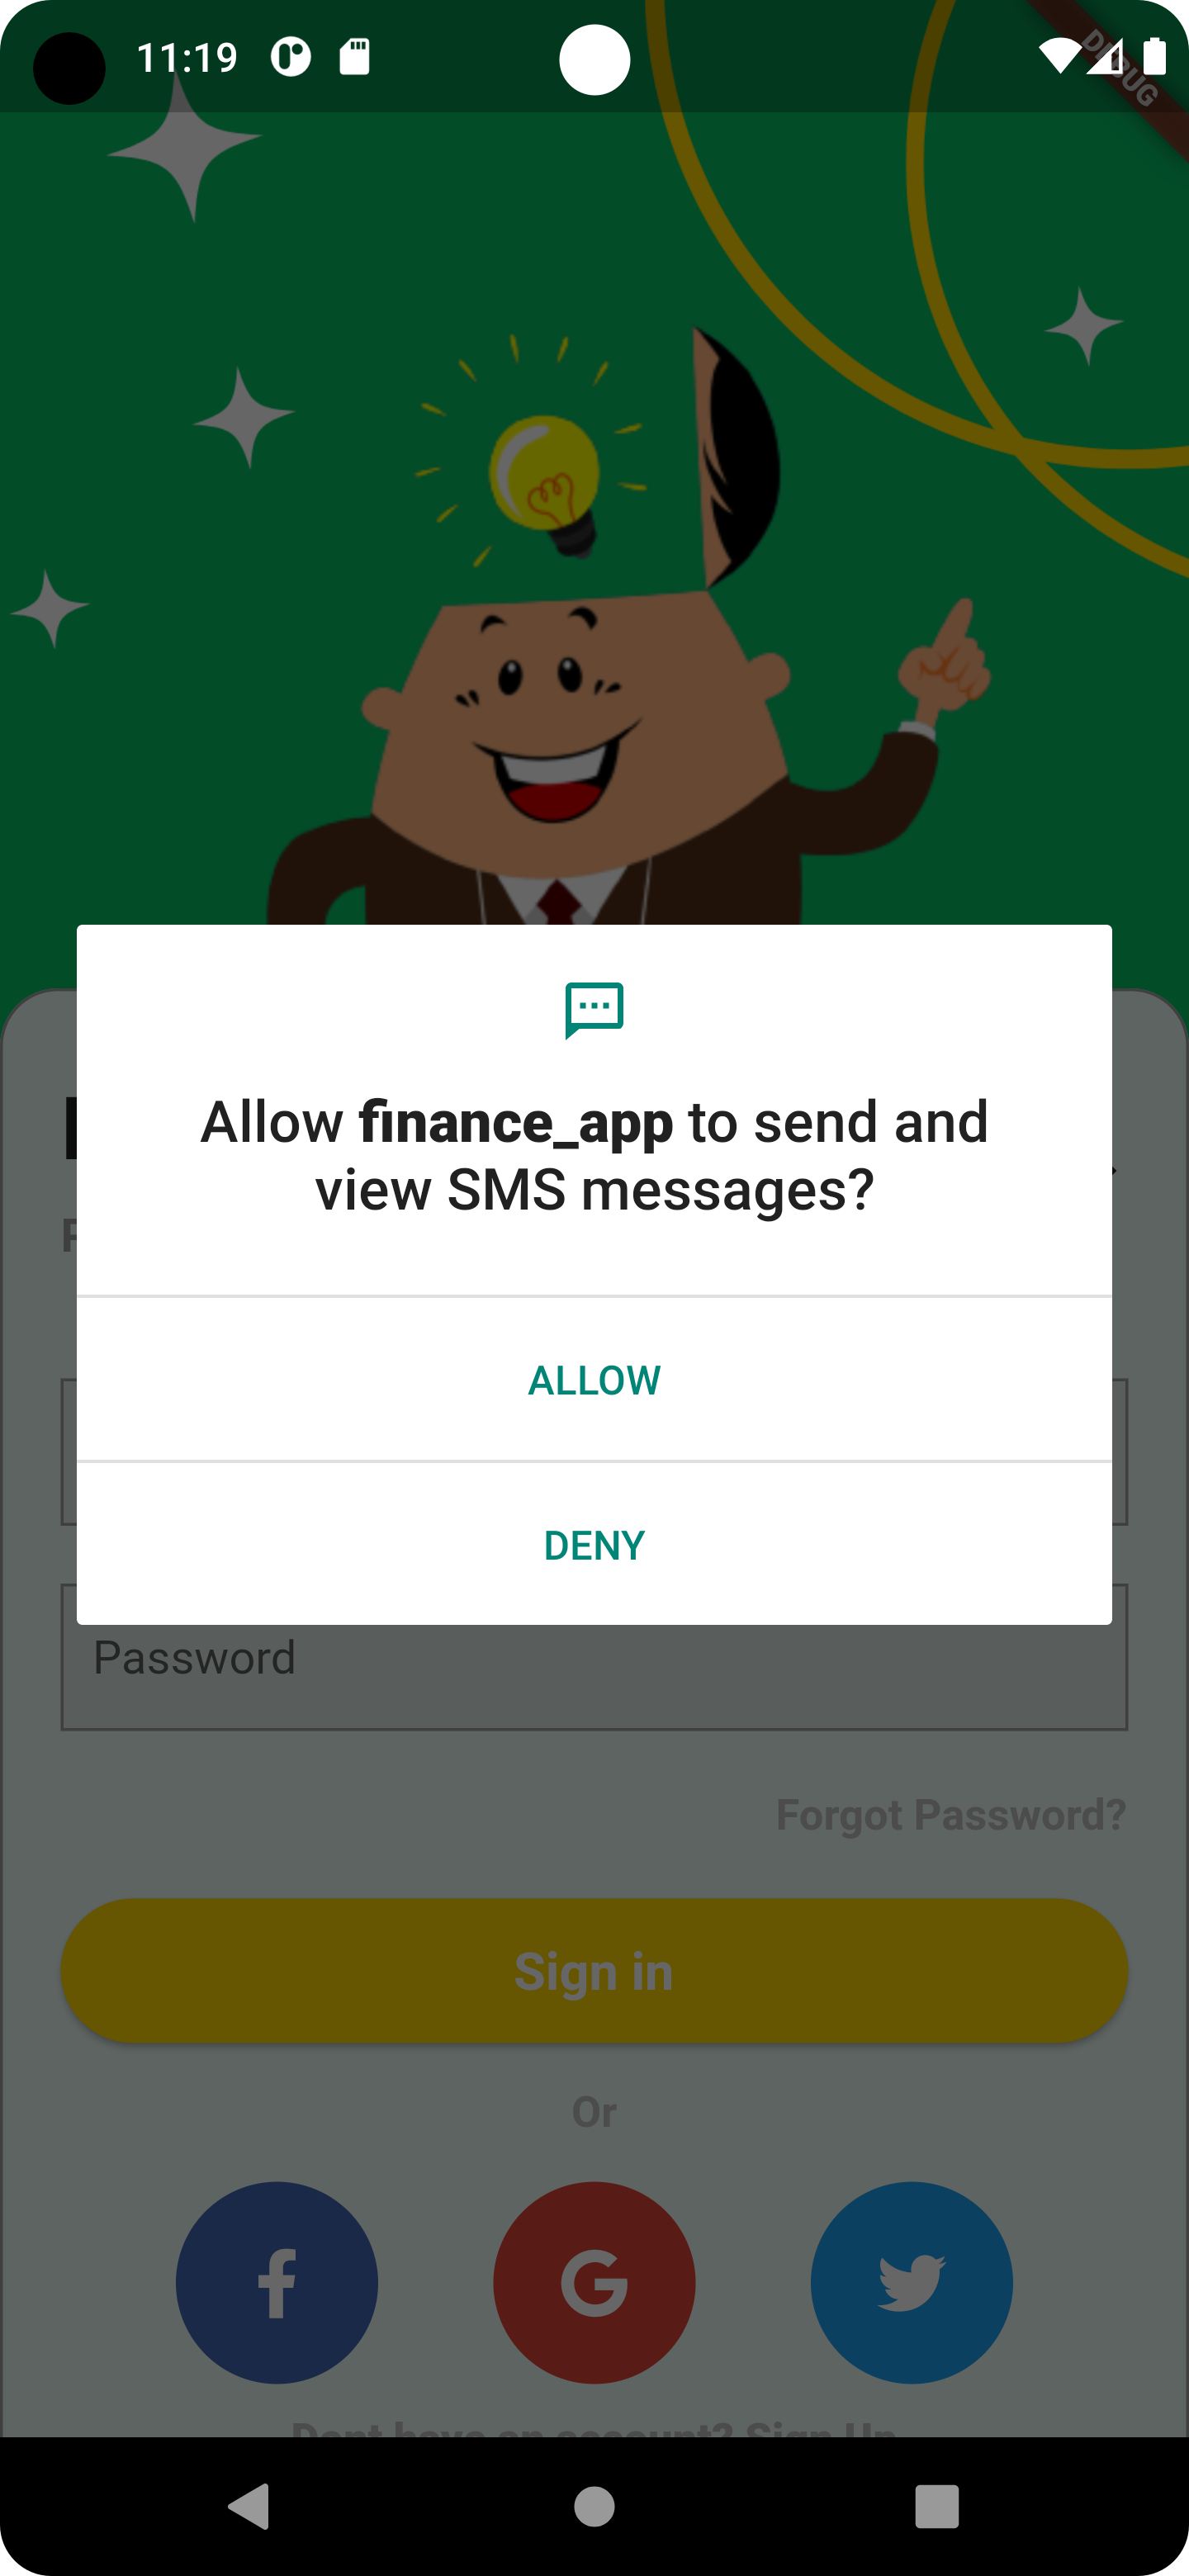 11:19
DEBUG
Allow finance_app to send and
view SMS messages?
ALLOW
DENY
Password
Forgot Password?
Sign in
Or
Dont have an account? Sign Up